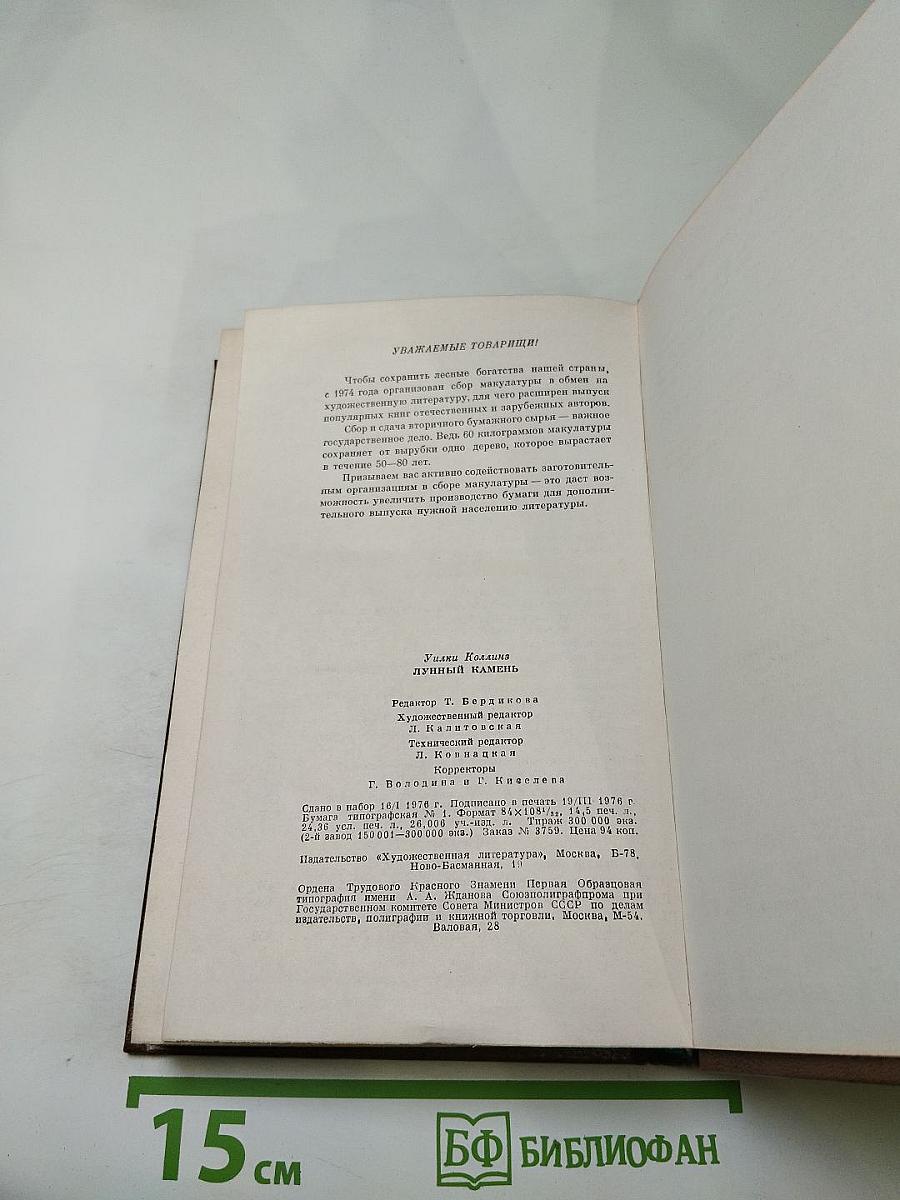 УВАЖАЕМЫЕ ТОВАРИЩИ!
Чтобы сохранить лесные богатства нашей страны,
с 1974 года организован сбор макулатуры в обмен на
художественную литературу, для чего расширен выпуск
популярных книг отечественных и зарубежных авторов.
Сбор и сдача вторичного бумажного сырья — важное
государственное дело. Ведь 60 килограммов макулатуры
сохраняет от вырубки одно дерево, которое вырастает
в течение 50—80 лет.
Призываем вас активно содействовать заготовитель-
ным организациям в сборе макулатуры — это даст воз-
можность увеличить производство бумаги для дополни-
тельного выпуска нужной населению литературы.
Уилки Коллинз
ЛУННЫЙ КАМЕНЬ
Редактор Т. Бердикова
Художественный редактор
Л. Калитовская
Технический редактор
Л. Ковнацкая
Корректоры
Г. Володина и Г. Киселева
Сдано в набор 16/I 1976 г. Подписано в печать 19/III 1976 г.
Бумага типографская № 1. Формат 84×108¹/₃₂, 14,5 печ. л.,
24,36 усл. печ. л., 26,006 уч.-изд. л. Тираж 300 000 экз.
(2-й завод 150 001—300 000 экз.) Заказ № 3759. Цена 94 коп.
Издательство «Художественная литература», Москва, Б-78,
Ново-Басманная, 19
Ордена Трудового Красного Знамени Первая Образцовая
типография имени А. А. Жданова Союзполиграфпрома при
Государственном комитете Совета Министров СССР по делам
издательств, полиграфии и книжной торговли. Москва, М-54,
Валовая, 28
15 см
БФ БИБЛИОФАН